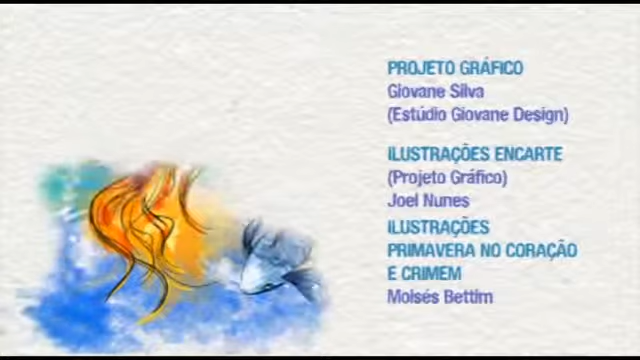 PROJETO GRÁFICO
Giovane Silva
(Estúdio Giovane Design)
ILUSTRAÇÕES ENCARTE
(Projeto Gráfico)
Joel Nunes
ILUSTRAÇÕES
PRIMAVERA NO CORAÇÃO
E CRIMEM
Moisés Bettim